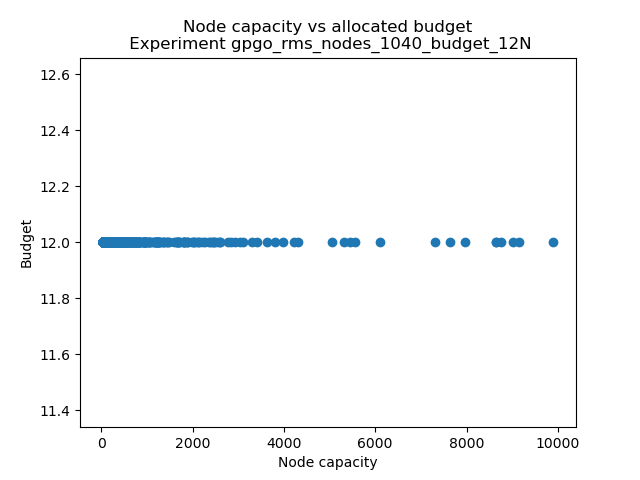 Node capacity vs allocated budget
Experiment gpgo_rms_nodes_1040_budget_12N
12.6
12.4
12.2
12.0
11.8
11.6
11.4
Budget
0 2000 4000 6000 8000 10000
Node capacity